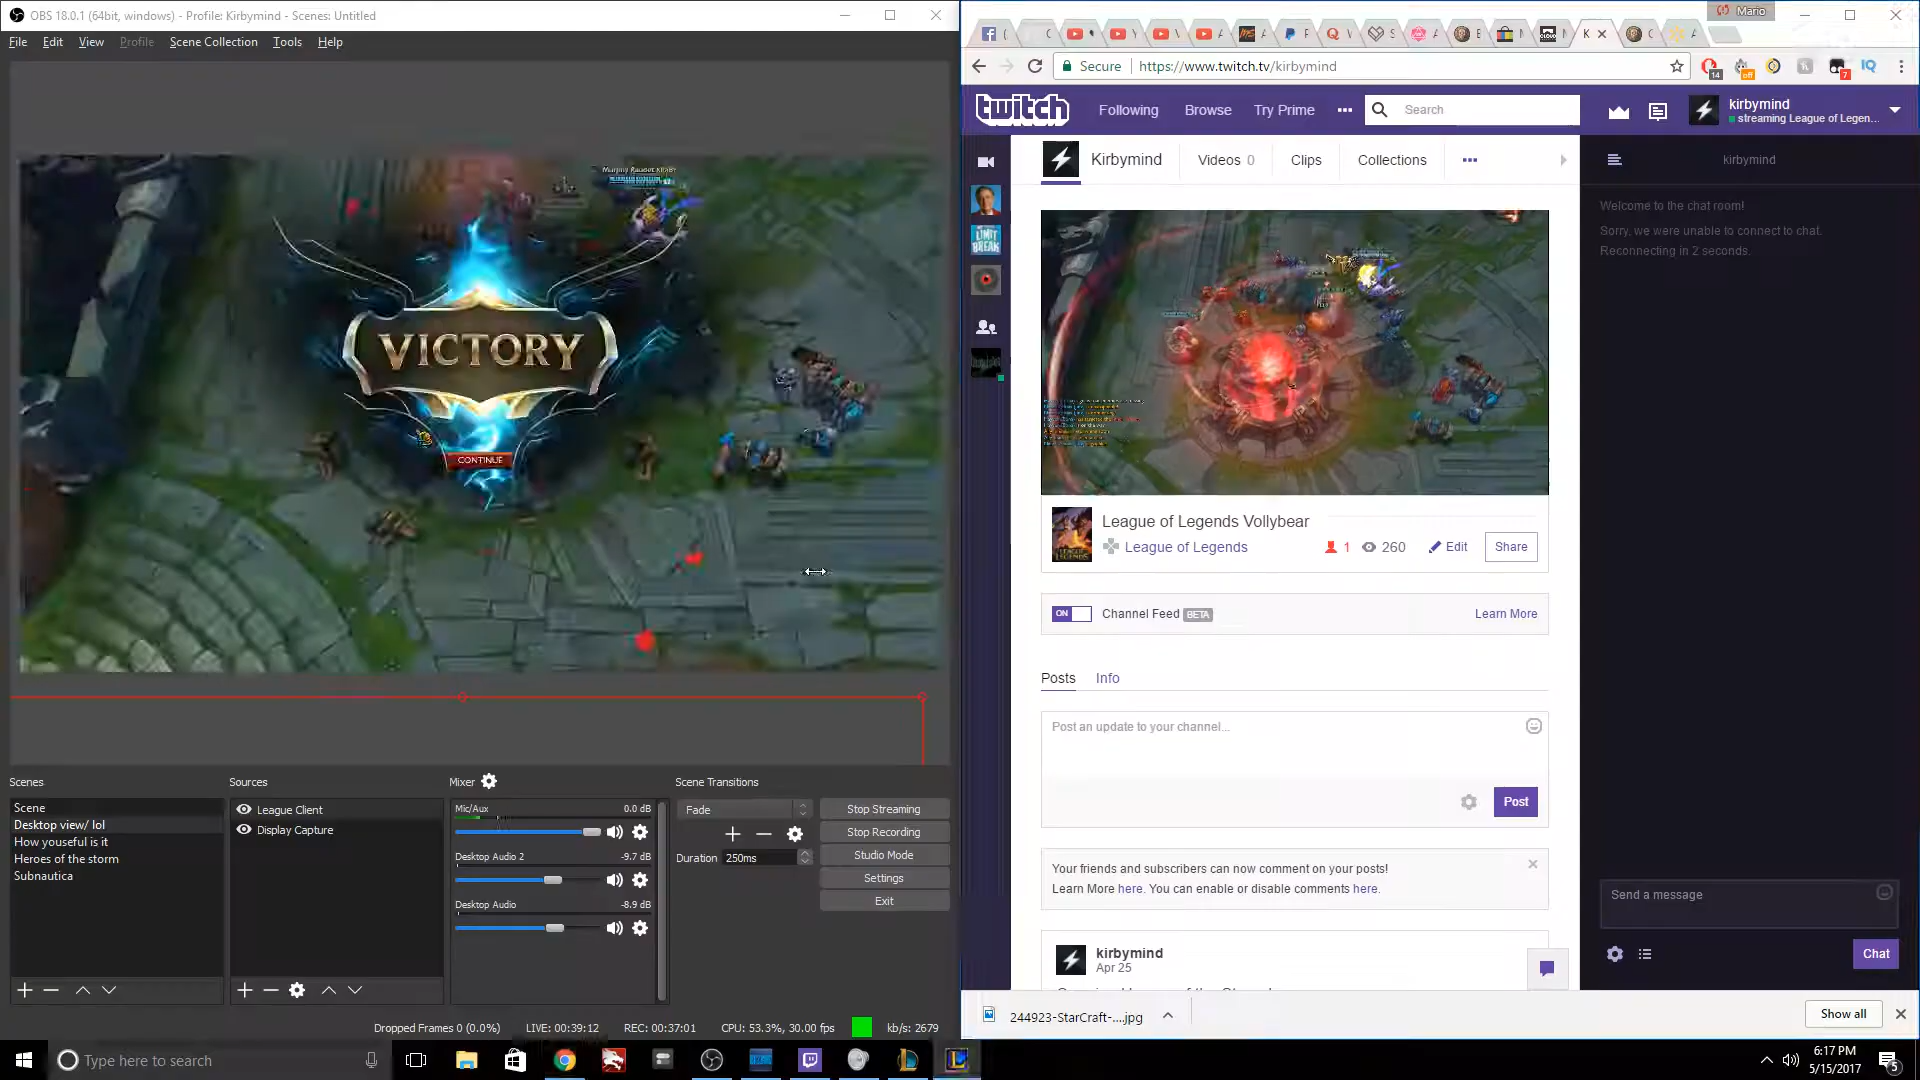 OBS 18.0.1 (64bit, windows) - Profile: Kirbymind - Scenes: Untitled
File Edit View Profile Scene Collection Tools Help
VICTORY
CONTINUE
Scenes
Scene
Desktop view/ lol
How youseful is it
Heroes of the storm
Subnautica
Sources
League Client
Display Capture
Mixer
Mic/Aux 0.0 dB
Desktop Audio 2 -9.7 dB
Desktop Audio -8.9 dB
Scene Transitions
Fade
Duration 250ms
Stop Streaming
Stop Recording
Studio Mode
Settings
Exit
Dropped Frames 0 (0.0%) LIVE: 00:39:12 REC: 00:37:01 CPU: 53.3%, 30.00 fps kb/s: 2679
Mario
Secure https://www.twitch.tv/kirbymind
14 off 7 IQ
twitch Following Browse Try Prime Search
kirbymind
streaming League of Legen...
LIMIT BREAK
Kirbymind Videos 0 Clips Collections
League of Legends Vollybear
League of Legends 1 260 Edit Share
ON Channel Feed BETA Learn More
Posts Info
Post an update to your channel...
Post
Your friends and subscribers can now comment on your posts!
Learn More here. You can enable or disable comments here.
kirbymind
Apr 25
kirbymind
Welcome to the chat room!
Sorry, we were unable to connect to chat.
Reconnecting in 2 seconds.
Send a message
Chat
244923-StarCraft-....jpg
Show all
Type here to search
6:17 PM
5/15/2017
5